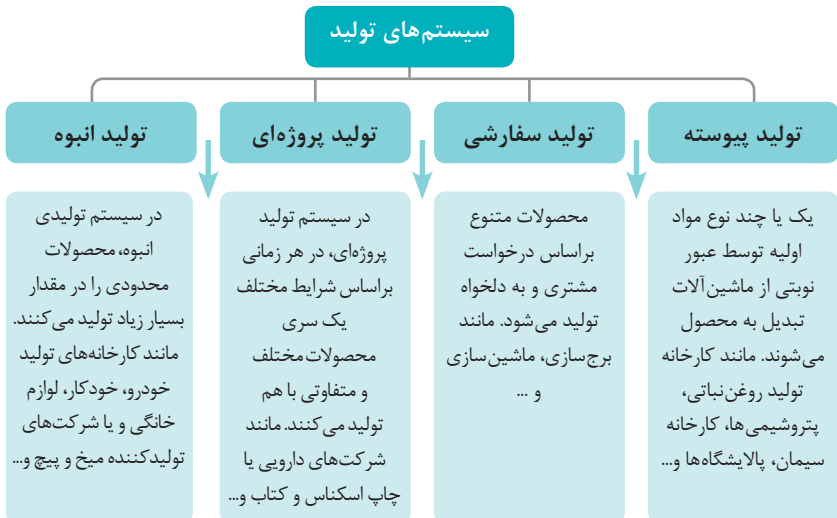 سیستم‌های تولید
تولید پیوسته
یک یا چند نوع مواد
اولیه توسط عبور
نوبتی از ماشین‌آلات
تبدیل به محصول
می‌شوند. مانند کارخانه
تولید روغن‌نباتی،
پتروشیمی‌ها، کارخانه
سیمان، پالایشگاه‌ها و...
تولید سفارشی
محصولات متنوع
براساس درخواست
مشتری و به دلخواه
تولید می‌شود. مانند
برج‌سازی، ماشین‌سازی
و ...
تولید پروژه‌ای
در سیستم تولید
پروژه‌ای، در هر زمانی
براساس شرایط مختلف
یک سری
محصولات مختلف
و متفاوتی با هم
تولید می‌کنند. مانند
شرکت‌های دارویی یا
چاپ اسکناس و کتاب و...
تولید انبوه
در سیستم تولیدی
انبوه، محصولات
محدودی را در مقدار
بسیار زیاد تولید می‌کنند.
مانند کارخانه‌های تولید
خودرو، خودکار، لوازم
خانگی و یا شرکت‌های
تولیدکننده میخ و پیچ و...